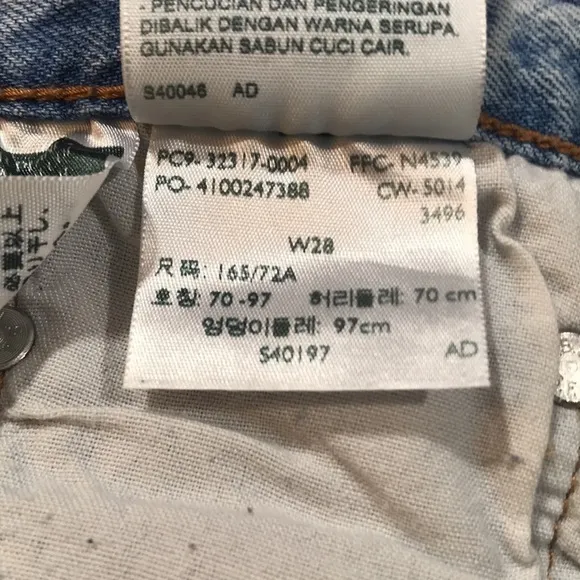 - PENCUCIAN DAN PENGERINGAN
DIBALIK DENGAN WARNA SERUPA.
GUNAKAN SABUN CUCI CAIR.
S40046 AD
PC9- 32317-0004 FFC- N4539
PO- 4100247388 CW- 5014
3496
W28
尺码: 165/72A
호칭: 70 -97 허리둘레: 70 cm
엉덩이둘레: 97cm
S40197 AD